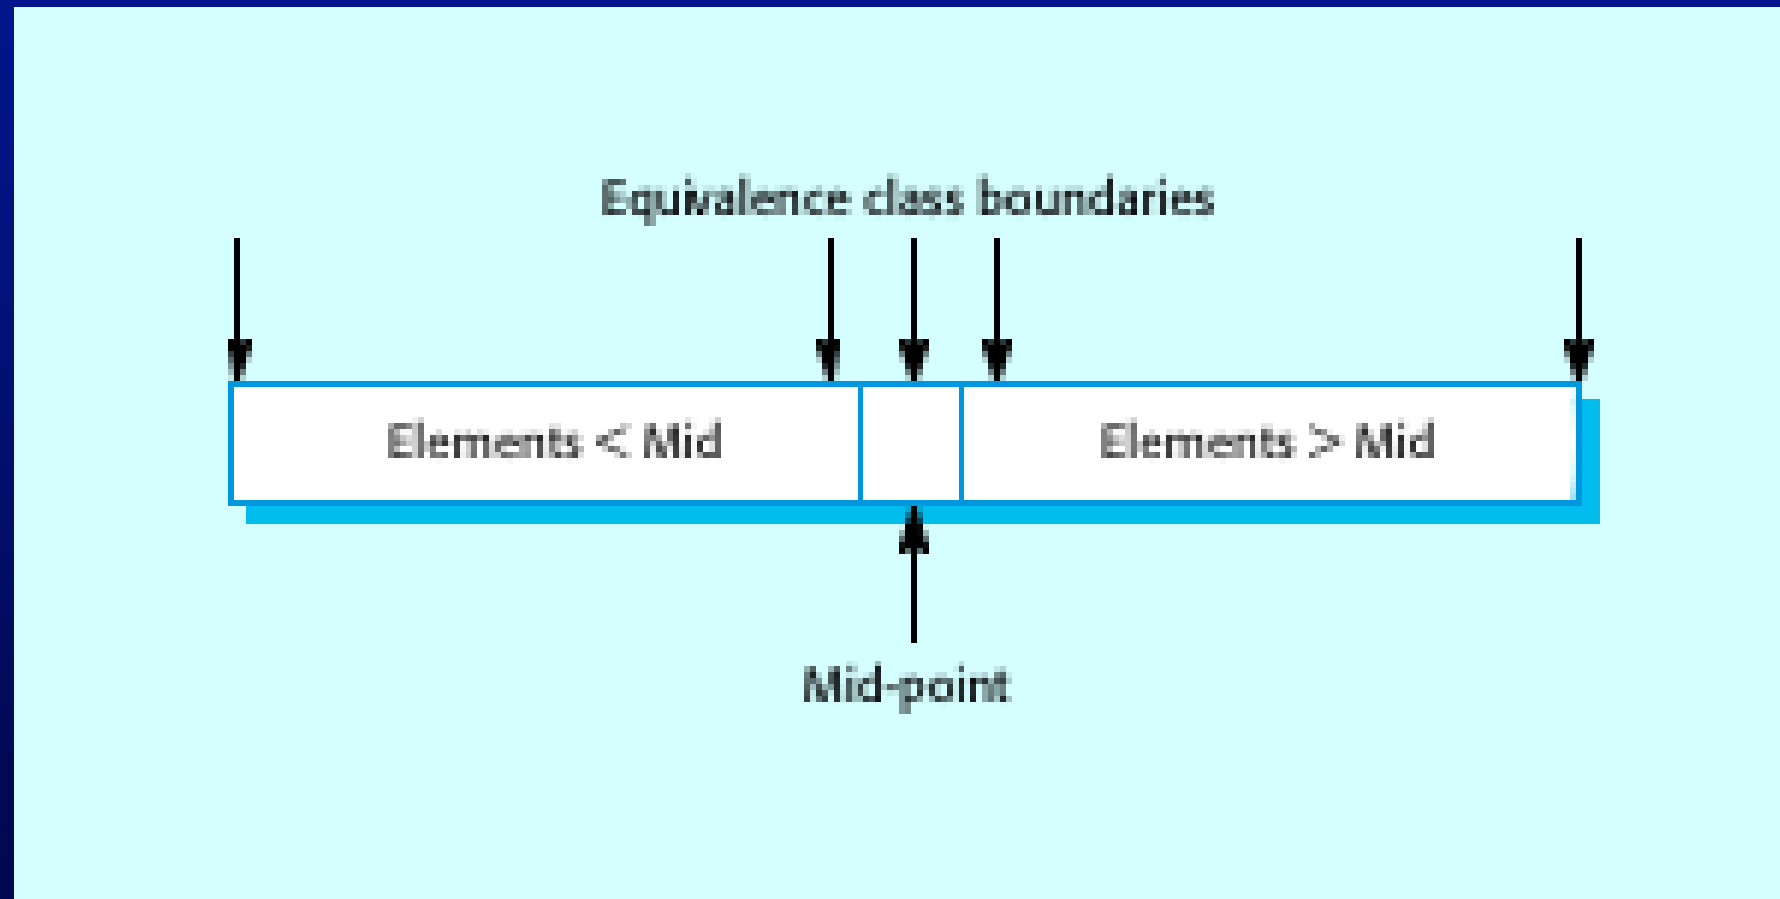 Equivalence class boundaries
Elements < Mid
Elements > Mid
Mid-point